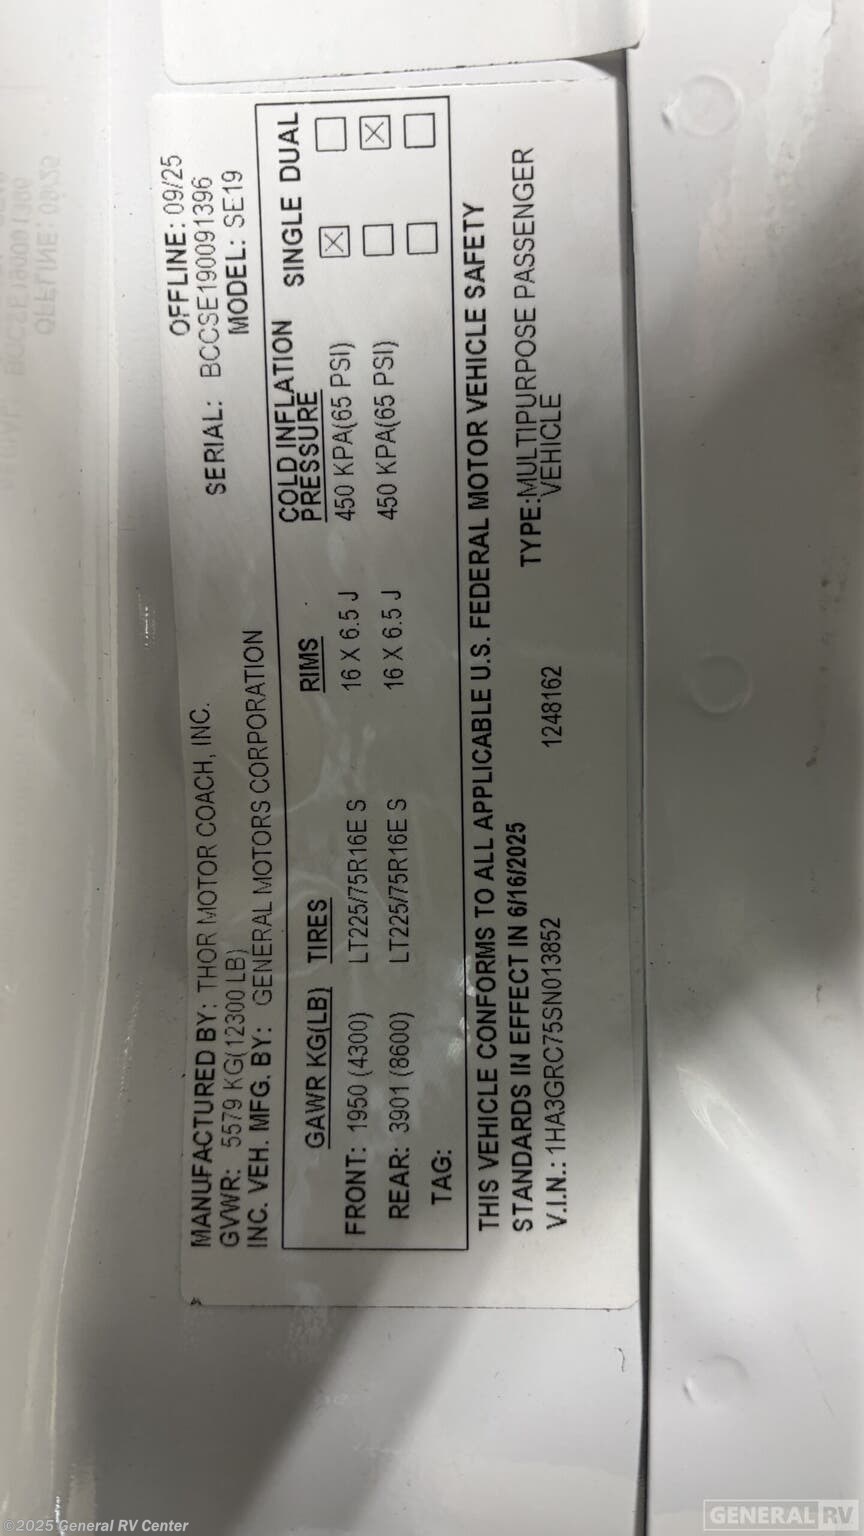 MANUFACTURED BY: THOR MOTOR COACH, INC. OFFLINE: 09/25
GVWR: 5579 KG(12300 LB) SERIAL: BCCSE190091396
INC. VEH. MFG. BY: GENERAL MOTORS CORPORATION MODEL: SE19
GAWR KG(LB) TIRES RIMS COLD INFLATION PRESSURE SINGLE DUAL
FRONT: 1950 (4300) LT225/75R16E S 16 X 6.5 J 450 KPA(65 PSI) ☒ ☐
REAR: 3901 (8600) LT225/75R16E S 16 X 6.5 J 450 KPA(65 PSI) ☐ ☒
TAG: ☐ ☐
THIS VEHICLE CONFORMS TO ALL APPLICABLE U.S. FEDERAL MOTOR VEHICLE SAFETY
STANDARDS IN EFFECT IN 6/16/2025 TYPE:MULTIPURPOSE PASSENGER
V.I.N.: 1HA3GRC75SN013852 1248162 VEHICLE
©2025 General RV Center
GENERAL RV